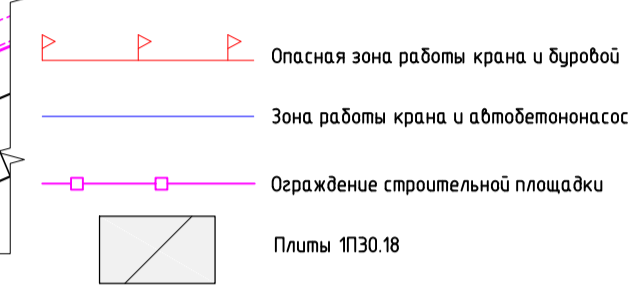 Опасная зона работы крана и буровой
Зона работы крана и автобетононасос
Ограждение строительной площадки
Плиты 1П30.18